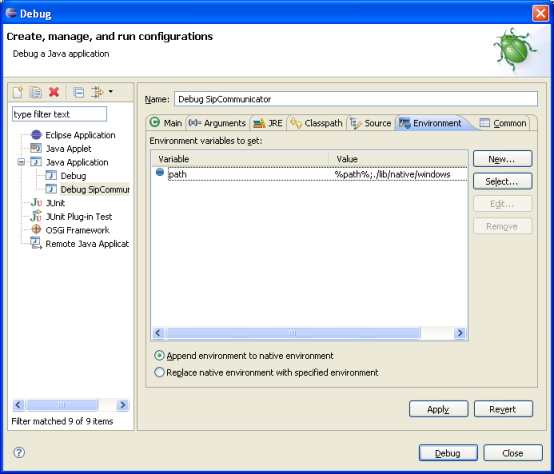 Debug
Create, manage, and run configurations
Debug a Java application
type filter text
Eclipse Application
Java Applet
Java Application
Debug
Debug SipCommur
JUnit
JUnit Plug-in Test
OSGi Framework
Remote Java Applicat
Filter matched 9 of 9 items
Name: Debug SipCommunicator
Main (x)= Arguments JRE Classpath Source Environment Common
Environment variables to set:
Variable Value
path %path%;./lib/native/windows
New...
Select...
Edit...
Remove
Append environment to native environment
Replace native environment with specified environment
Apply Revert
Debug Close